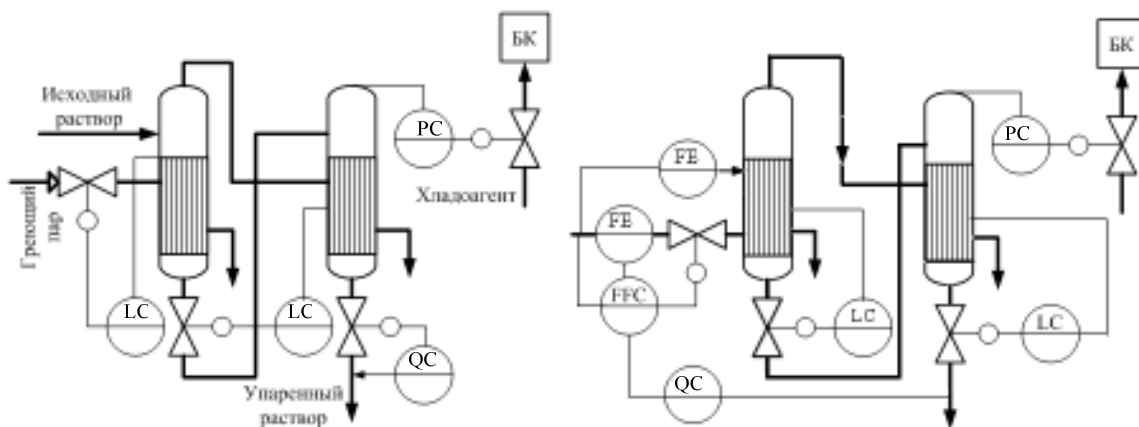 БК
Исходный
раствор
PC
Хладоагент
Греющий
пар
LC
LC
QC
Упаренный
раствор
БК
PC
FE
FE
FFC
LC
LC
QC